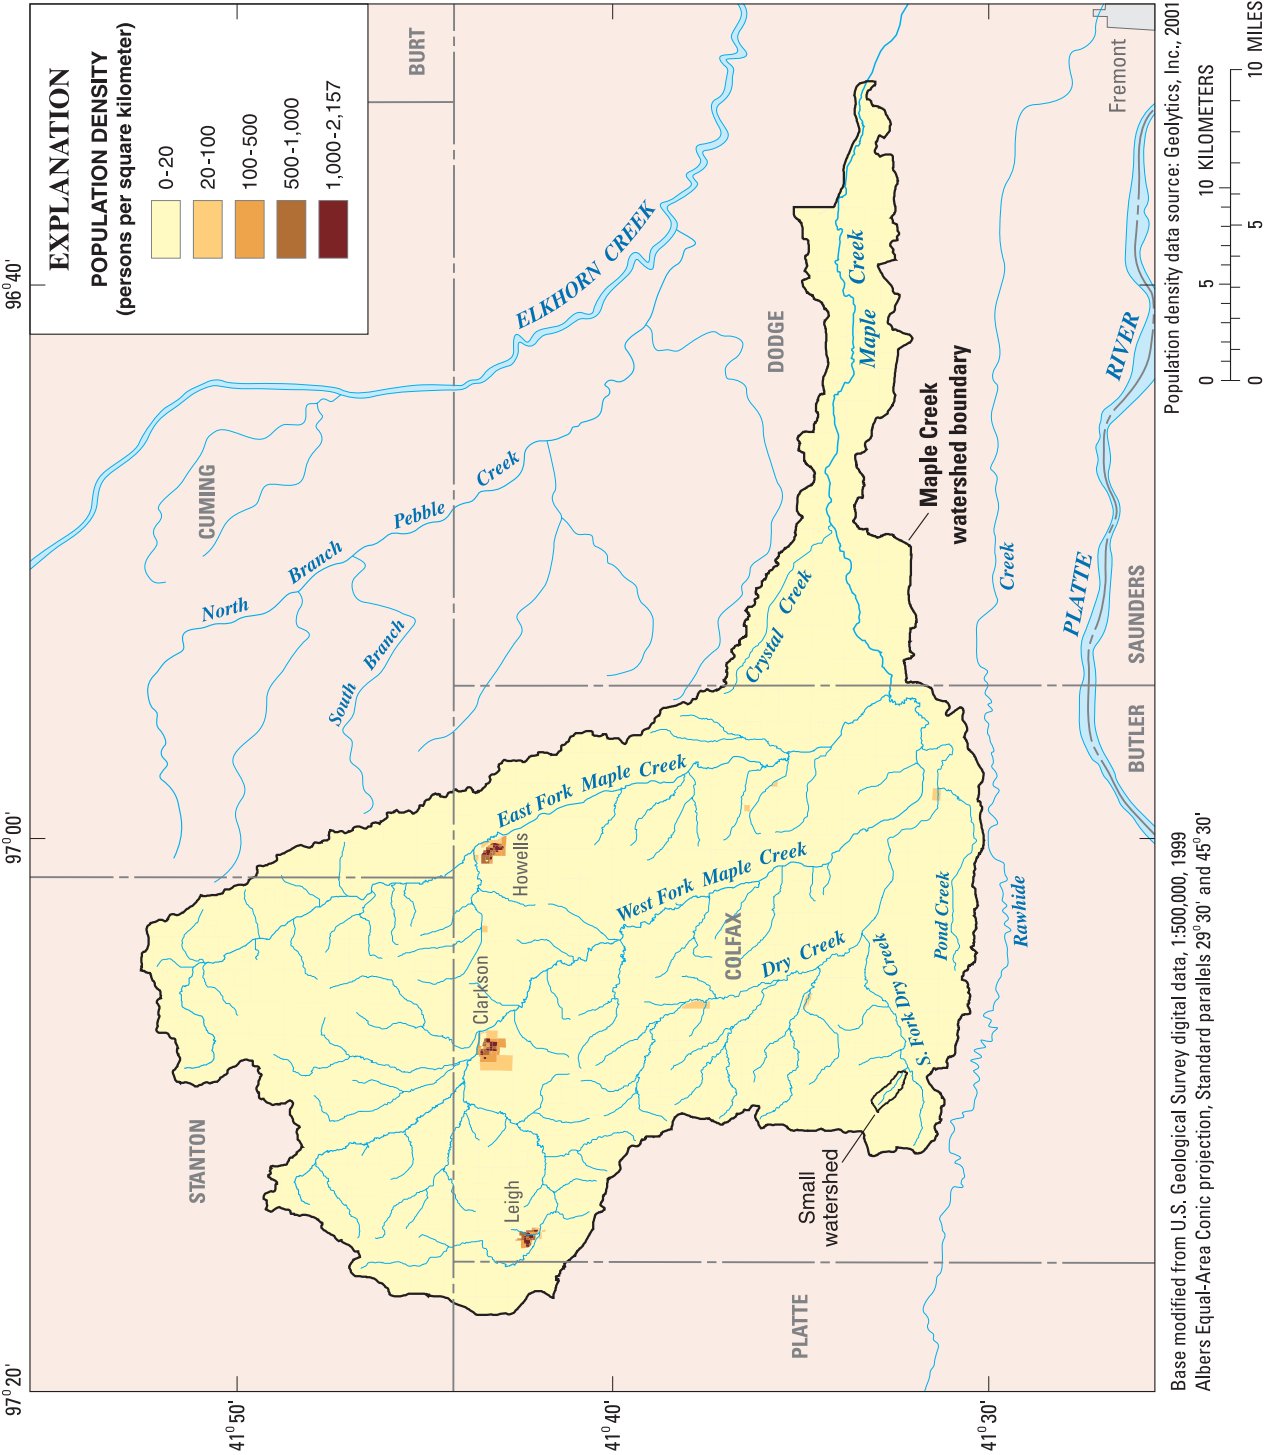 EXPLANATION
POPULATION DENSITY
(persons per square kilometer)
0-20
20-100
100-500
500-1,000
1,000-2,157
97°20'
97°00'
96°40'
41°50'
41°40'
41°30'
STANTON
CUMING
BURT
North
Branch
Pebble
Creek
South
Branch
ELKHORN CREEK
Leigh
Clarkson
Howells
East Fork Maple Creek
West Fork Maple Creek
COLFAX
Dry Creek
S. Fork Dry Creek
Pond Creek
Crystal Creek
DODGE
Maple Creek
Small
watershed
Maple Creek
watershed boundary
PLATTE
Rawhide
Creek
BUTLER
SAUNDERS
PLATTE
RIVER
Fremont
Base modified from U.S. Geological Survey digital data, 1:500,000, 1999
Albers Equal-Area Conic projection, Standard parallels 29°30' and 45°30'
Population density data source: Geolytics, Inc., 2001
0 5 10 KILOMETERS
0 5 10 MILES